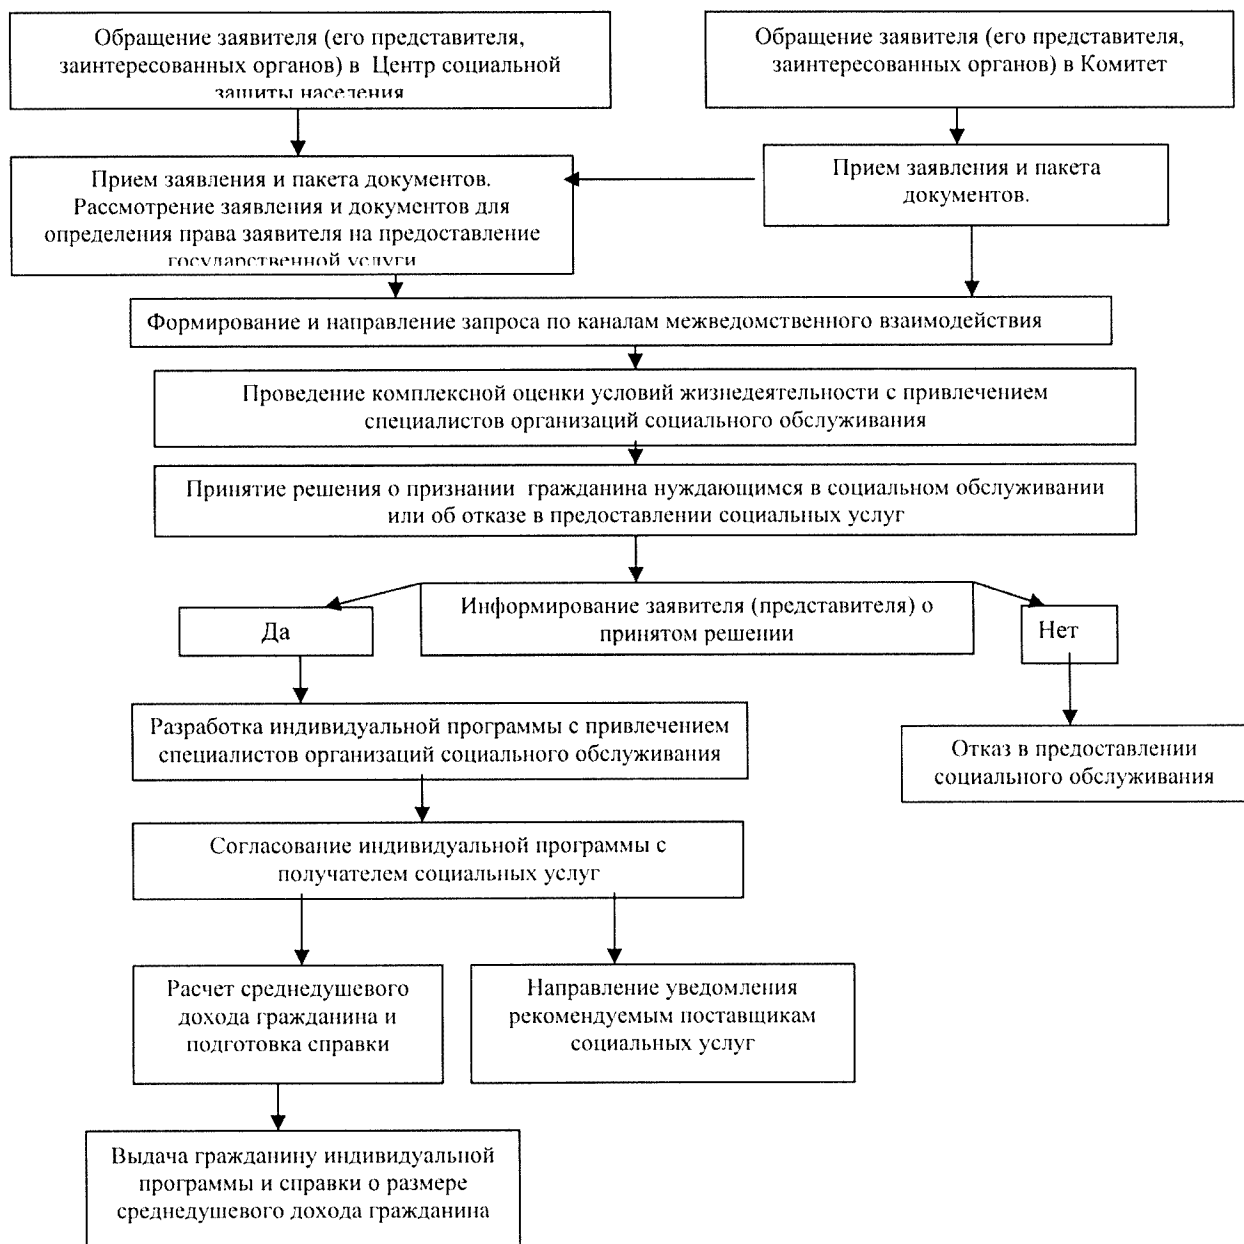 Обращение заявителя (его представителя,
заинтересованных органов) в Центр социальной
защиты населения
Обращение заявителя (его представителя,
заинтересованных органов) в Комитет
Прием заявления и пакета документов.
Рассмотрение заявления и документов для
определения права заявителя на предоставление
государственной услуги
Прием заявления и пакета
документов.
Формирование и направление запроса по каналам межведомственного взаимодействия
Проведение комплексной оценки условий жизнедеятельности с привлечением
специалистов организаций социального обслуживания
Принятие решения о признании гражданина нуждающимся в социальном обслуживании
или об отказе в предоставлении социальных услуг
Информирование заявителя (представителя) о
принятом решении
Да
Нет
Разработка индивидуальной программы с привлечением
специалистов организаций социального обслуживания
Отказ в предоставлении
социального обслуживания
Согласование индивидуальной программы с
получателем социальных услуг
Расчет среднедушевого
дохода гражданина и
подготовка справки
Направление уведомления
рекомендуемым поставщикам
социальных услуг
Выдача гражданину индивидуальной
программы и справки о размере
среднедушевого дохода гражданина